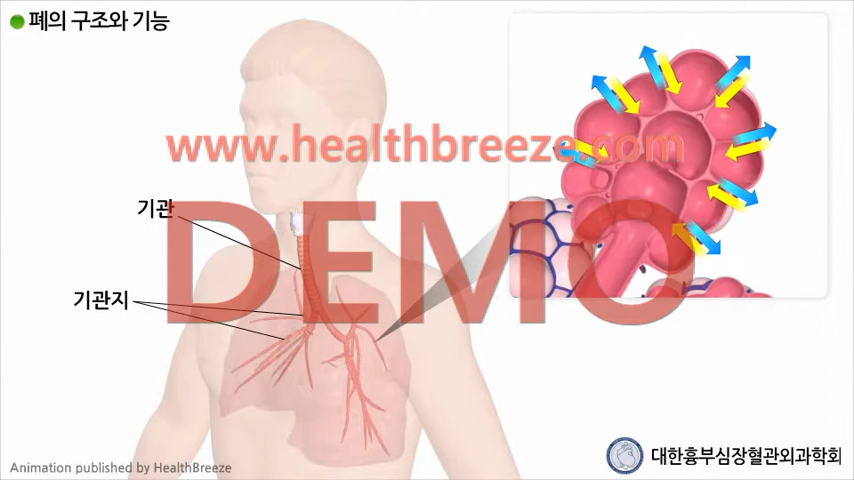 폐의 구조와 기능
www.healthbreeze.com
기관
DEMO
기관지
Animation published by HealthBreeze
대한흉부심장혈관외과학회